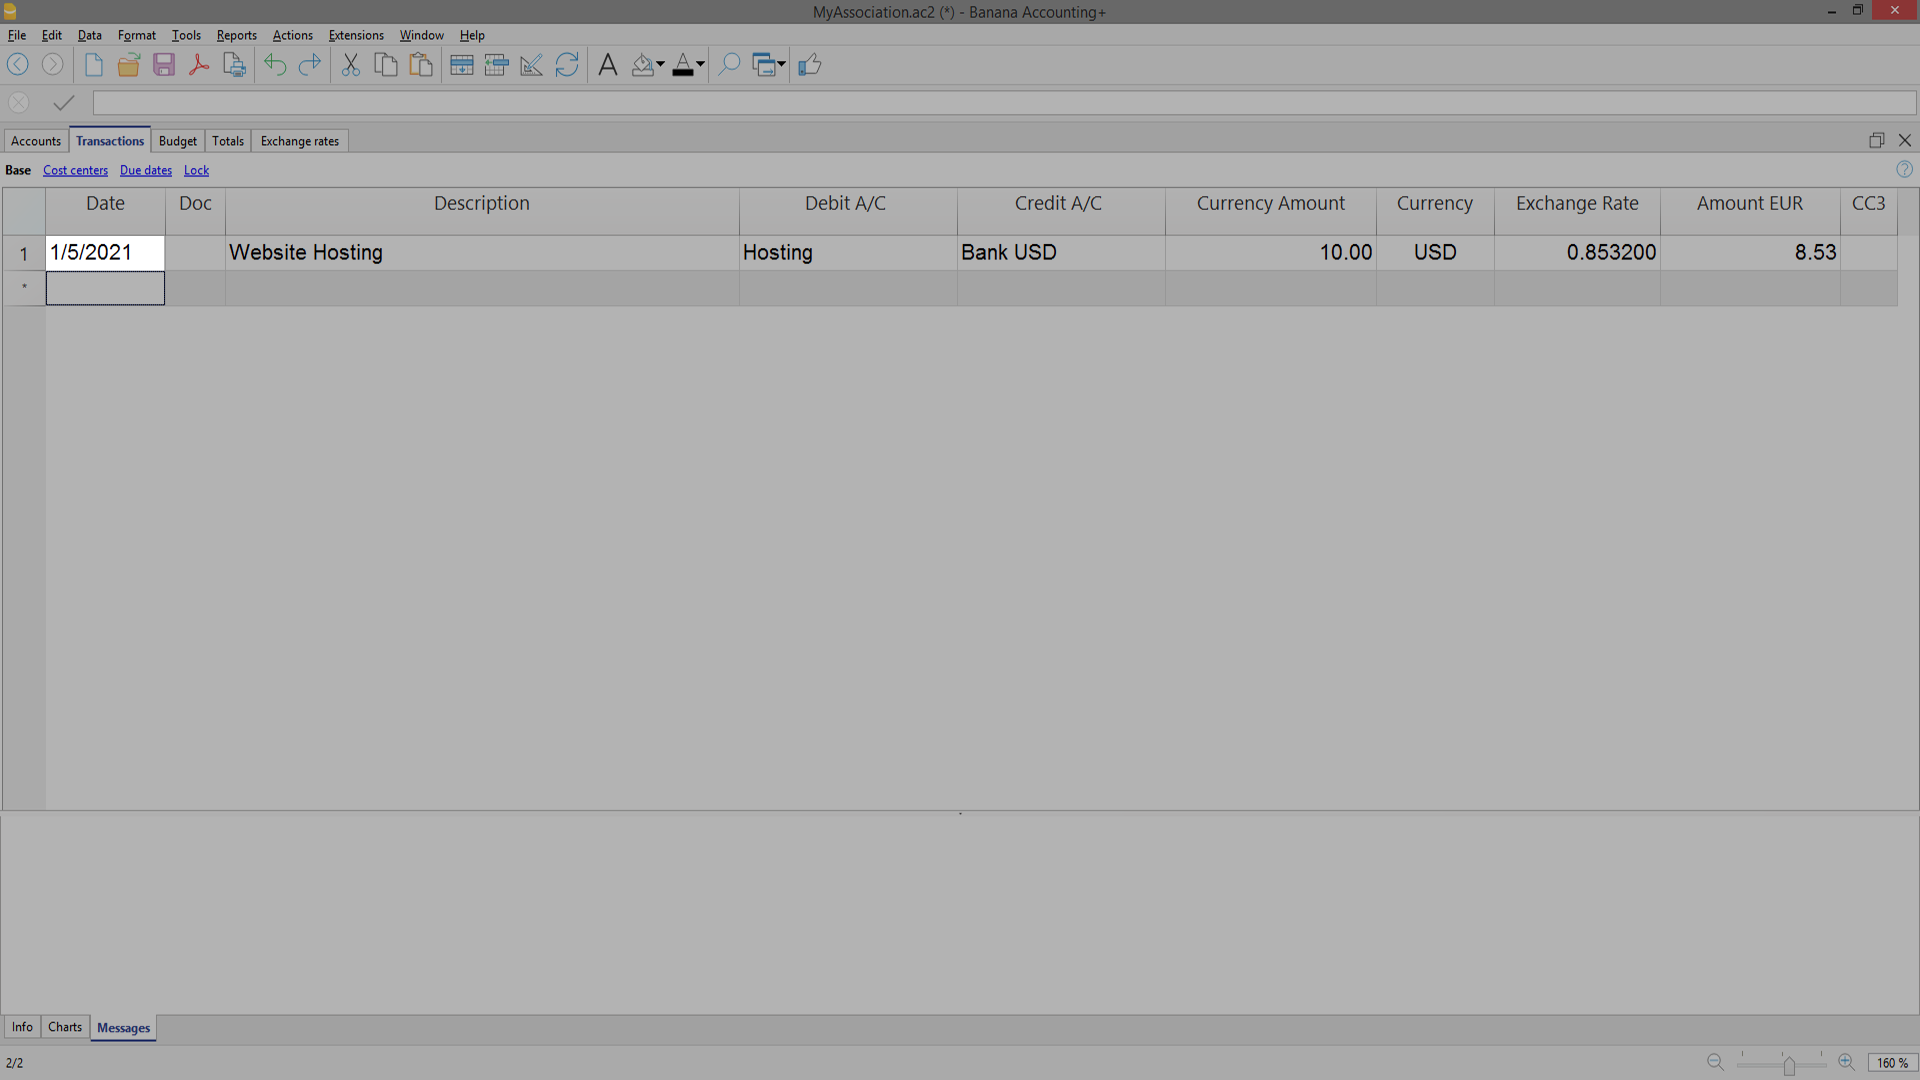 MyAssociation.ac2 (*) - Banana Accounting+
File Edit Data Format Tools Reports Actions Extensions Window Help
Accounts Transactions Budget Totals Exchange rates
Base Cost centers Due dates Lock
Date Doc Description Debit A/C Credit A/C Currency Amount Currency Exchange Rate Amount EUR CC3
1 1/5/2021 Website Hosting Hosting Bank USD 10.00 USD 0.853200 8.53
*
Info Charts Messages
2/2 160 %